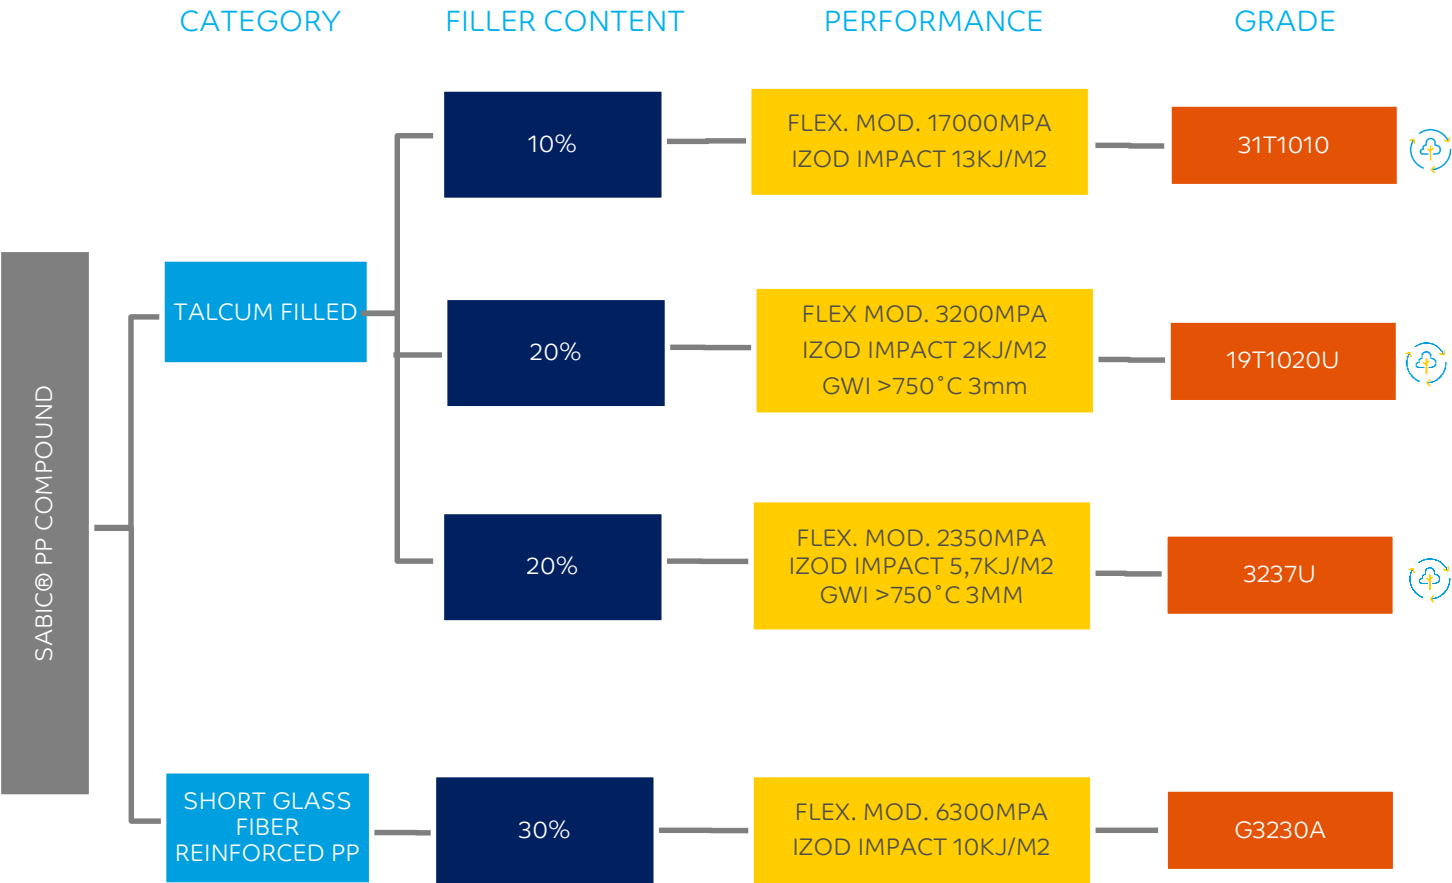 CATEGORY
FILLER CONTENT
PERFORMANCE
GRADE
SABIC® PP COMPOUND
TALCUM FILLED
10%
FLEX. MOD. 17000MPA
IZOD IMPACT 13KJ/M2
31T1010
20%
FLEX MOD. 3200MPA
IZOD IMPACT 2KJ/M2
GWI >750°C 3mm
19T1020U
20%
FLEX. MOD. 2350MPA
IZOD IMPACT 5,7KJ/M2
GWI >750°C 3MM
3237U
SHORT GLASS
FIBER
REINFORCED PP
30%
FLEX. MOD. 6300MPA
IZOD IMPACT 10KJ/M2
G3230A